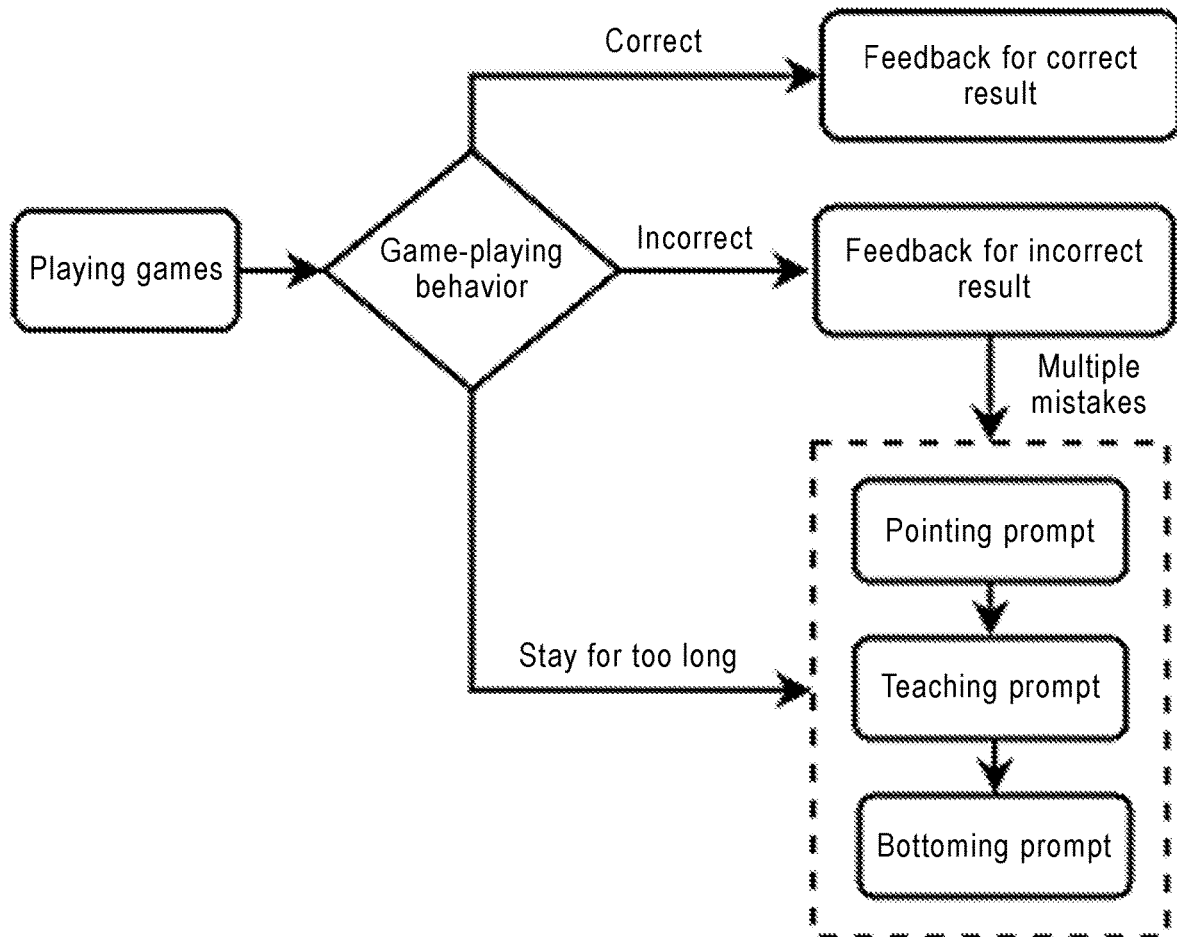 Correct
Feedback for correct
result
Playing games
Game-playing
behavior
Incorrect
Feedback for incorrect
result
Multiple
mistakes
Pointing prompt
Stay for too long
Teaching prompt
Bottoming prompt